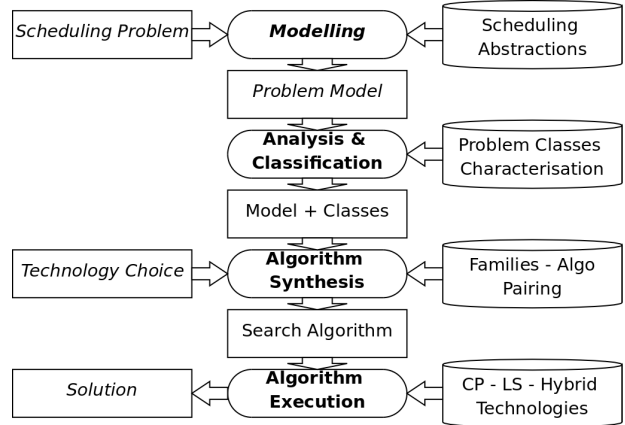 Scheduling Problem
Modelling
Scheduling
Abstractions
Problem Model
Analysis &
Classification
Problem Classes
Characterisation
Model + Classes
Technology Choice
Algorithm
Synthesis
Families - Algo
Pairing
Search Algorithm
Solution
Algorithm
Execution
CP - LS - Hybrid
Technologies